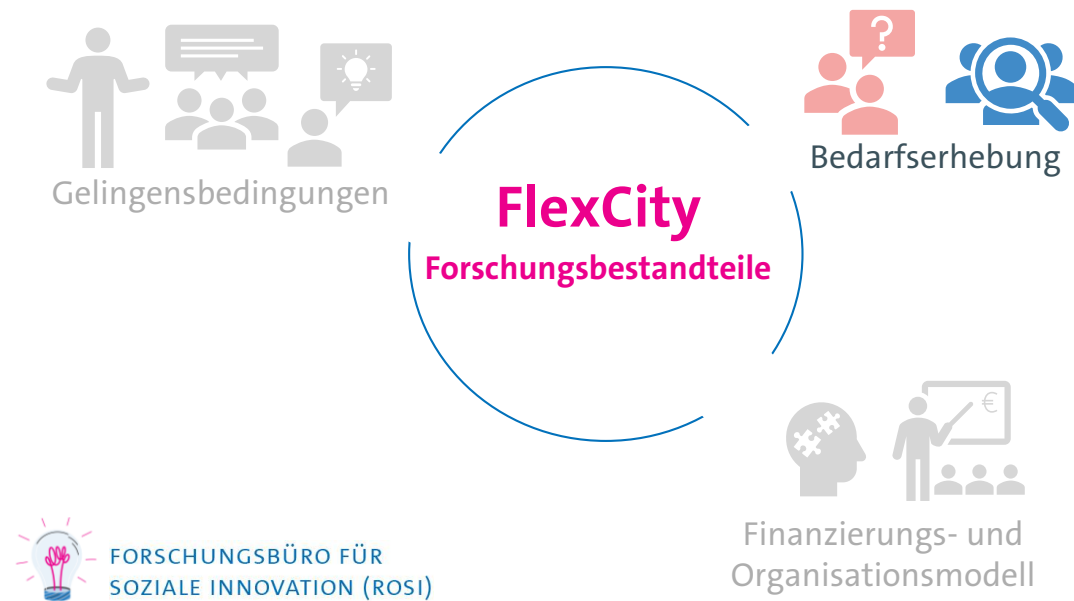 Gelingensbedingungen
?
Bedarfserhebung
FlexCity
Forschungsbestandteile
€
Finanzierungs- und
Organisationsmodell
FORSCHUNGSBÜRO FÜR
SOZIALE INNOVATION (ROSI)